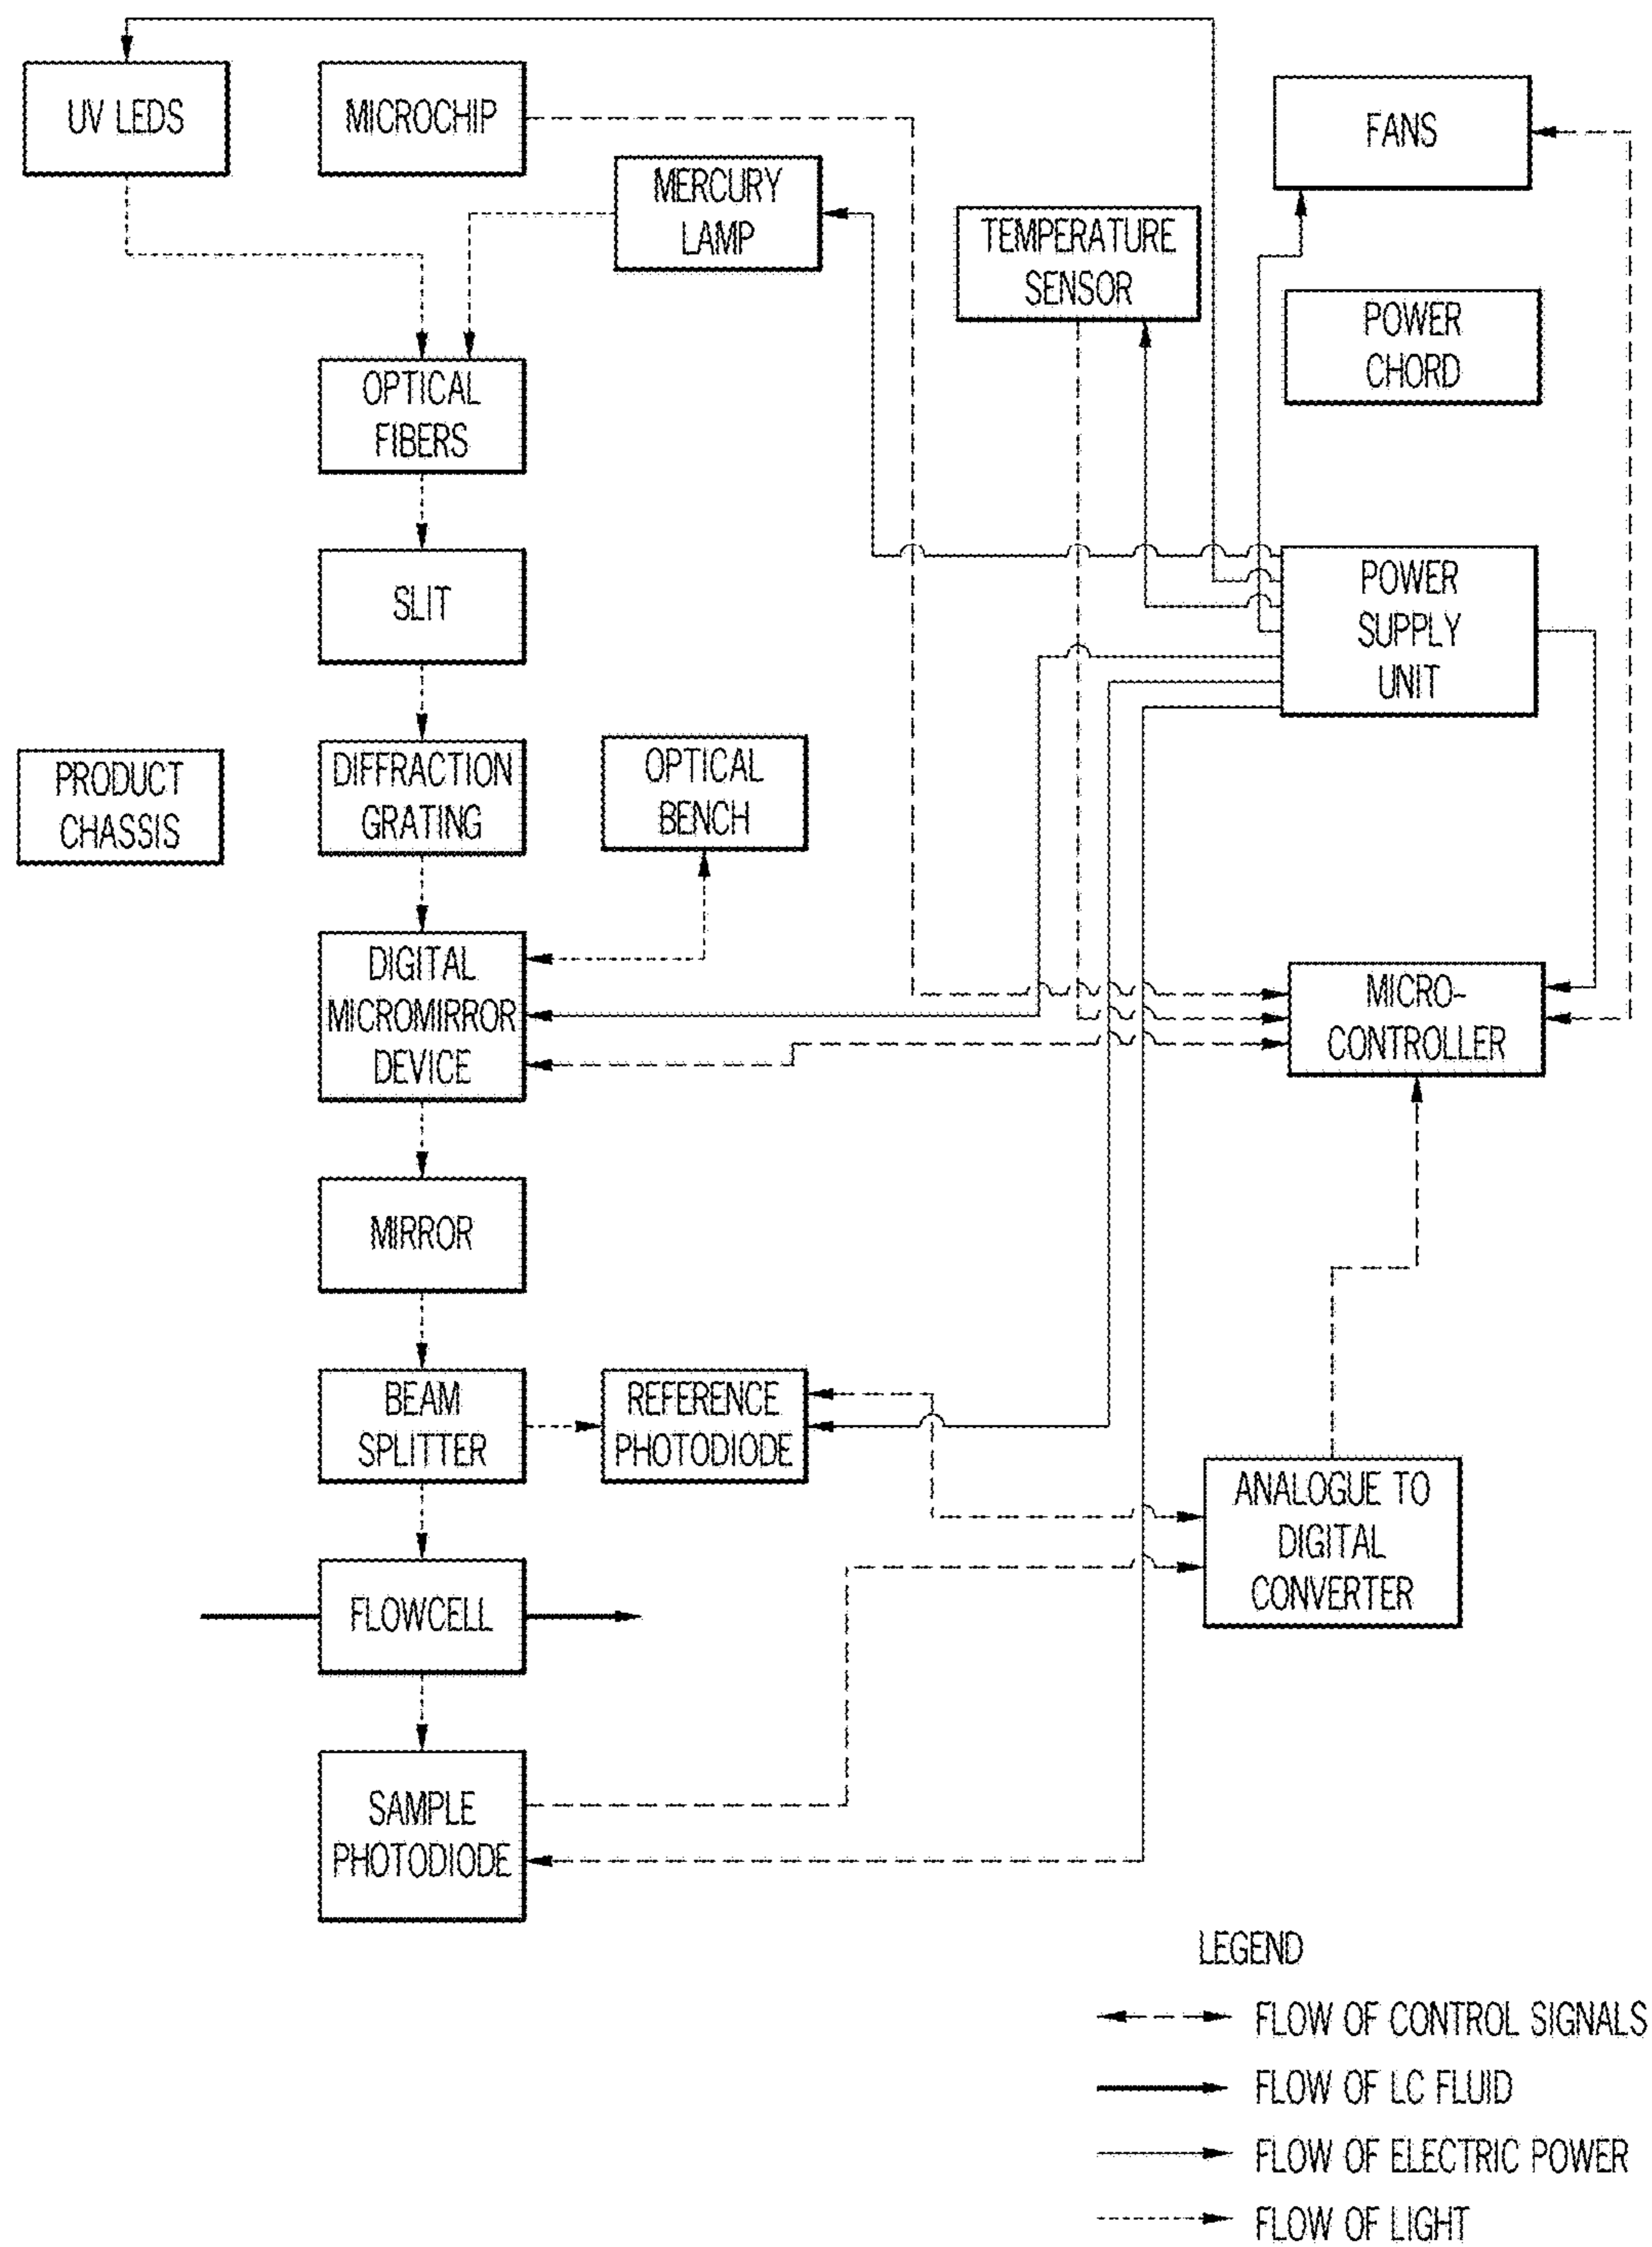 UV LEDS
MICROCHIP
FANS
MERCURY
LAMP
TEMPERATURE
SENSOR
POWER
CHORD
OPTICAL
FIBERS
SLIT
POWER
SUPPLY
UNIT
PRODUCT
CHASSIS
DIFFRACTION
GRATING
OPTICAL
BENCH
DIGITAL
MICROMIRROR
DEVICE
MICRO-
CONTROLLER
MIRROR
BEAM
SPLITTER
REFERENCE
PHOTODIODE
ANALOGUE TO
DIGITAL
CONVERTER
FLOWCELL
SAMPLE
PHOTODIODE
LEGEND
FLOW OF CONTROL SIGNALS
FLOW OF LC FLUID
FLOW OF ELECTRIC POWER
FLOW OF LIGHT